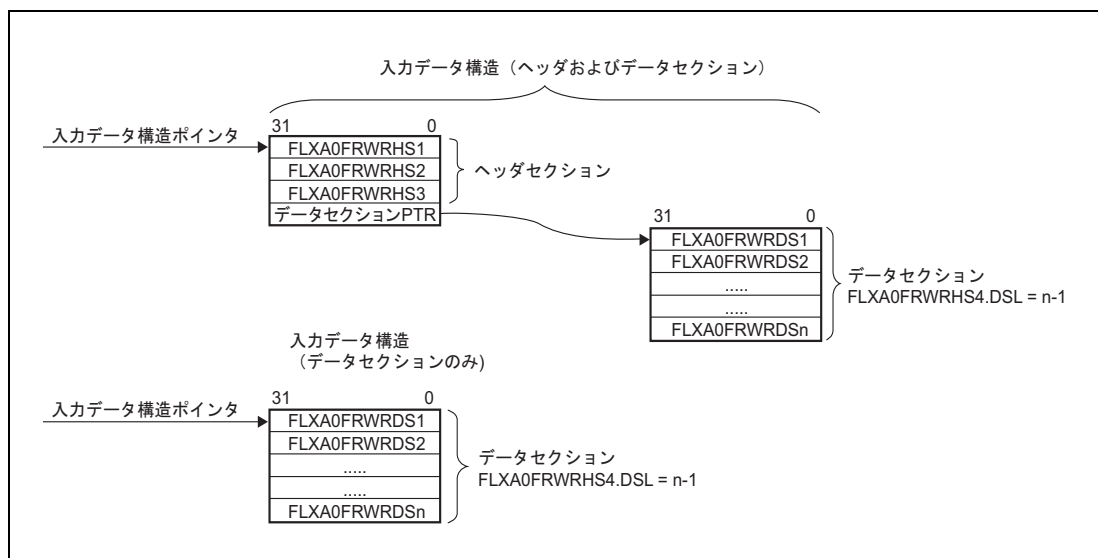 入力データ構造（ヘッダおよびデータセクション）
入力データ構造ポインタ
31 0
FLXA0FRWRHS1
FLXA0FRWRHS2
FLXA0FRWRHS3
データセクションPTR
ヘッダセクション
31 0
FLXA0FRWRDS1
FLXA0FRWRDS2
.....
.....
FLXA0FRWRDSn
データセクション
FLXA0FRWRHS4.DSL = n-1
入力データ構造
（データセクションのみ)
入力データ構造ポインタ
31 0
FLXA0FRWRDS1
FLXA0FRWRDS2
.....
.....
FLXA0FRWRDSn
データセクション
FLXA0FRWRHS4.DSL = n-1